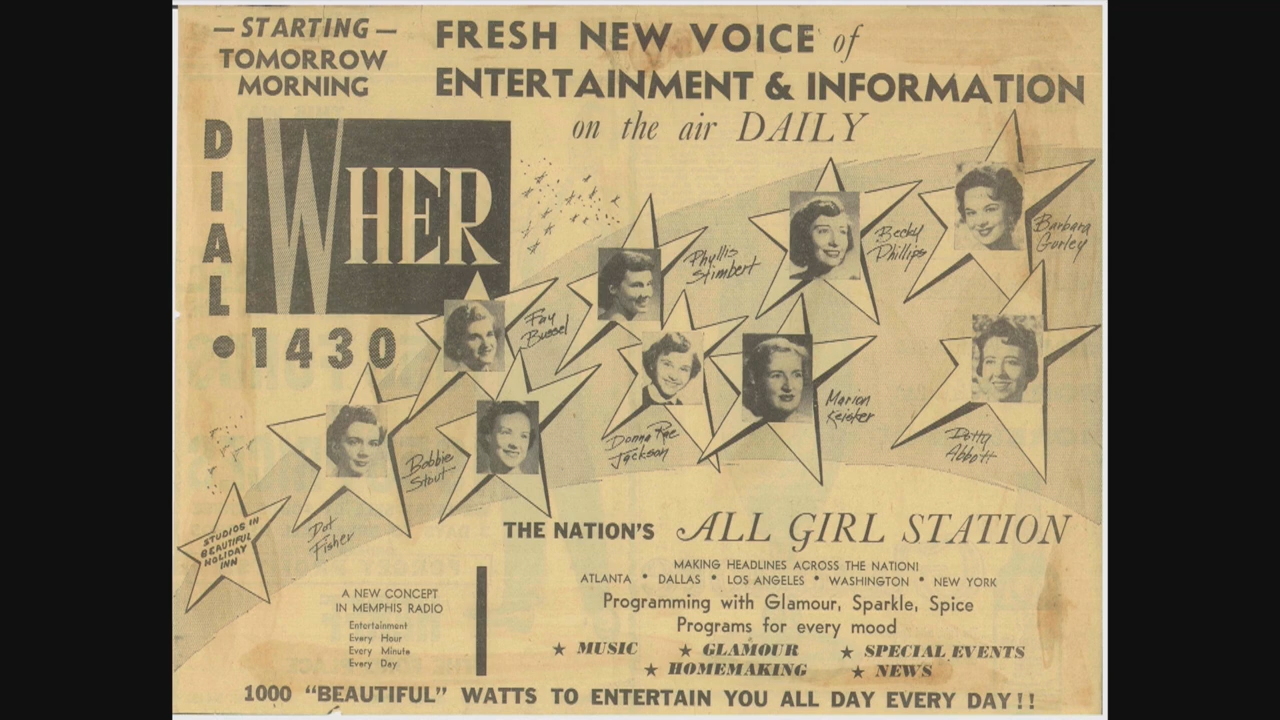 — STARTING —
TOMORROW
MORNING
FRESH NEW VOICE of
ENTERTAINMENT & INFORMATION
on the air DAILY
DIAL
WHER
• 1430
Barbara
Gurley
Becky
Phillips
Phyllis
Stimbert
Fay
Bussel
Marion
Keisker
Donna Rae
Jackson
Dotty
Abbott
Bobbie
Stout
Dot
Fisher
STUDIOS IN
BEAUTIFUL
HOLIDAY
INN
THE NATION'S ALL GIRL STATION
MAKING HEADLINES ACROSS THE NATION!
ATLANTA • DALLAS • LOS ANGELES • WASHINGTON • NEW YORK
Programming with Glamour, Sparkle, Spice
Programs for every mood
★ MUSIC ★ GLAMOUR ★ SPECIAL EVENTS
★ HOMEMAKING ★ NEWS
A NEW CONCEPT
IN MEMPHIS RADIO
Entertainment
Every Hour
Every Minute
Every Day
1000 "BEAUTIFUL" WATTS TO ENTERTAIN YOU ALL DAY EVERY DAY!!